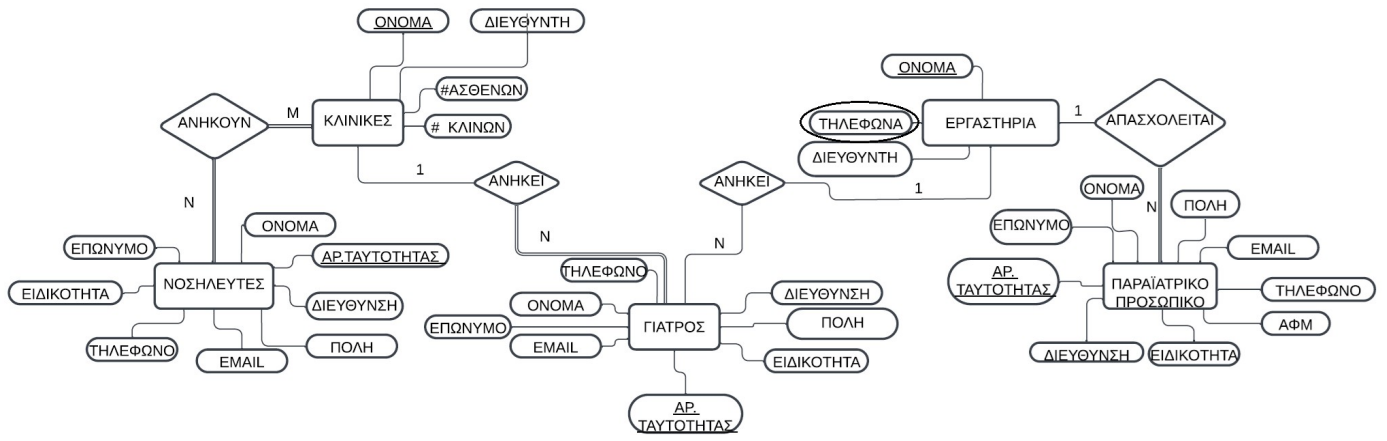 ΟΝΟΜΑ
ΔΙΕΥΘΥΝΤΗ
ΟΝΟΜΑ
#ΑΣΘΕΝΩΝ
ΑΝΗΚΟΥΝ
M
ΚΛΙΝΙΚΕΣ
# ΚΛΙΝΩΝ
ΤΗΛΕΦΩΝΑ
ΕΡΓΑΣΤΗΡΙΑ
1
ΑΠΑΣΧΟΛΕΙΤΑΙ
ΔΙΕΥΘΥΝΤΗ
1
ΑΝΗΚΕΙ
ΑΝΗΚΕΙ
1
N
N
N
N
ΟΝΟΜΑ
ΠΟΛΗ
ΕΠΩΝΥΜΟ
ΟΝΟΜΑ
ΑΡ.ΤΑΥΤΟΤΗΤΑΣ
ΕΠΩΝΥΜΟ
EMAIL
ΝΟΣΗΛΕΥΤΕΣ
ΕΙΔΙΚΟΤΗΤΑ
ΔΙΕΥΘΥΝΣΗ
ΤΗΛΕΦΩΝΟ
EMAIL
ΠΟΛΗ
ΤΗΛΕΦΩΝΟ
ΟΝΟΜΑ
ΔΙΕΥΘΥΝΣΗ
ΕΠΩΝΥΜΟ
ΓΙΑΤΡΟΣ
ΠΟΛΗ
EMAIL
ΕΙΔΙΚΟΤΗΤΑ
ΑΡ.
ΤΑΥΤΟΤΗΤΑΣ
ΑΡ.
ΤΑΥΤΟΤΗΤΑΣ
ΠΑΡΑΪΑΤΡΙΚΟ
ΠΡΟΣΩΠΙΚΟ
ΤΗΛΕΦΩΝΟ
ΑΦΜ
ΔΙΕΥΘΥΝΣΗ
ΕΙΔΙΚΟΤΗΤΑ